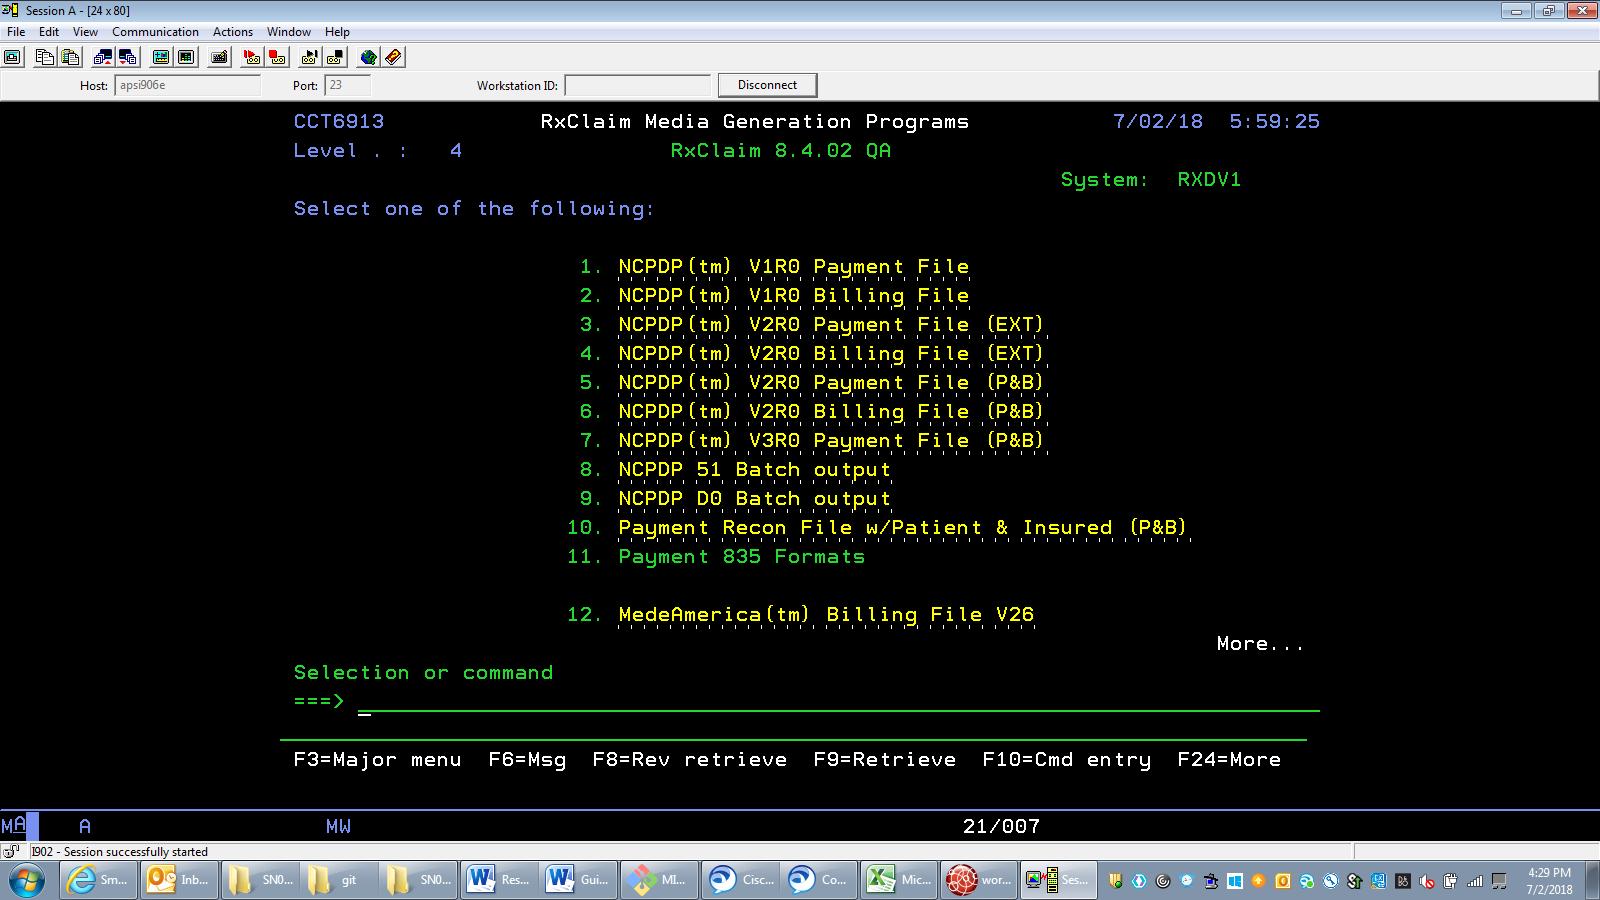 Session A - [24 x 80]
File Edit View Communication Actions Window Help
Host: apsi906e Port: 23 Workstation ID: Disconnect
CCT6913 RxClaim Media Generation Programs 7/02/18 5:59:25
Level . : 4 RxClaim 8.4.02 QA
System: RXDV1
Select one of the following:
1. NCPDP(tm) V1R0 Payment File
2. NCPDP(tm) V1R0 Billing File
3. NCPDP(tm) V2R0 Payment File (EXT)
4. NCPDP(tm) V2R0 Billing File (EXT)
5. NCPDP(tm) V2R0 Payment File (P&B)
6. NCPDP(tm) V2R0 Billing File (P&B)
7. NCPDP(tm) V3R0 Payment File (P&B)
8. NCPDP 51 Batch output
9. NCPDP D0 Batch output
10. Payment Recon File w/Patient & Insured (P&B)
11. Payment 835 Formats
12. MedeAmerica(tm) Billing File V26
More...
Selection or command
===>
F3=Major menu F6=Msg F8=Rev retrieve F9=Retrieve F10=Cmd entry F24=More
MA A MW 21/007
I902 - Session successfully started
Sm... Inb... SN0... git SN0... Res... Gui... MI... Cisc... Co... Mic... wor... Ses... 4:29 PM
7/2/2018